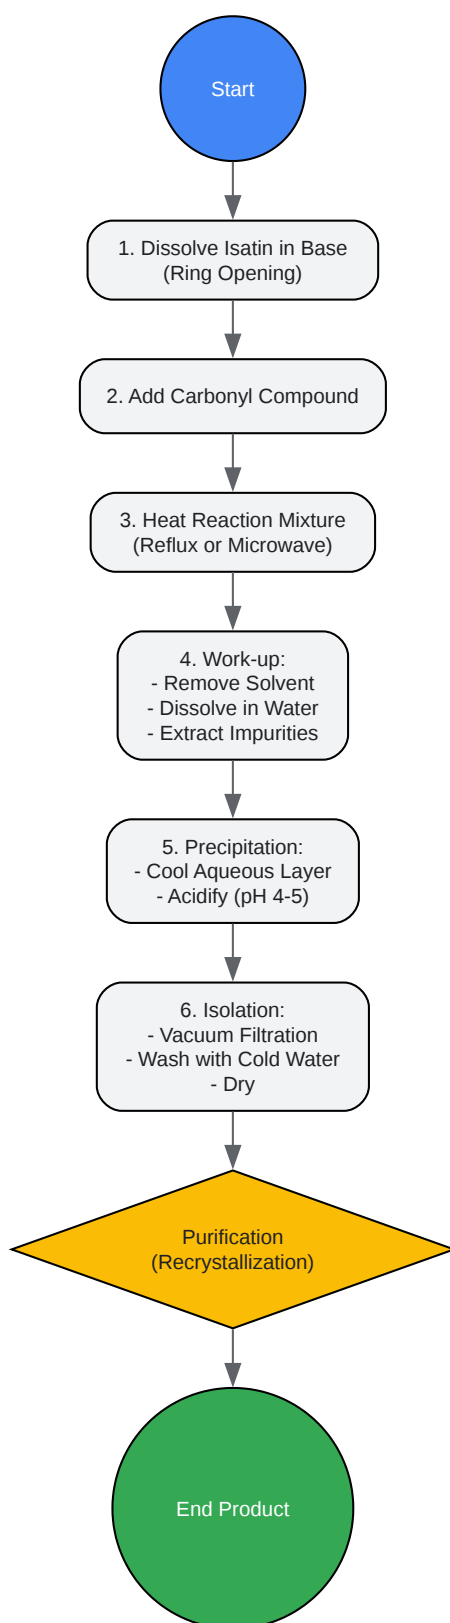 Start
1. Dissolve Isatin in Base
(Ring Opening)
2. Add Carbonyl Compound
3. Heat Reaction Mixture
(Reflux or Microwave)
4. Work-up:
- Remove Solvent
- Dissolve in Water
- Extract Impurities
5. Precipitation:
- Cool Aqueous Layer
- Acidify (pH 4-5)
6. Isolation:
- Vacuum Filtration
- Wash with Cold Water
- Dry
Purification
(Recrystallization)
End Product